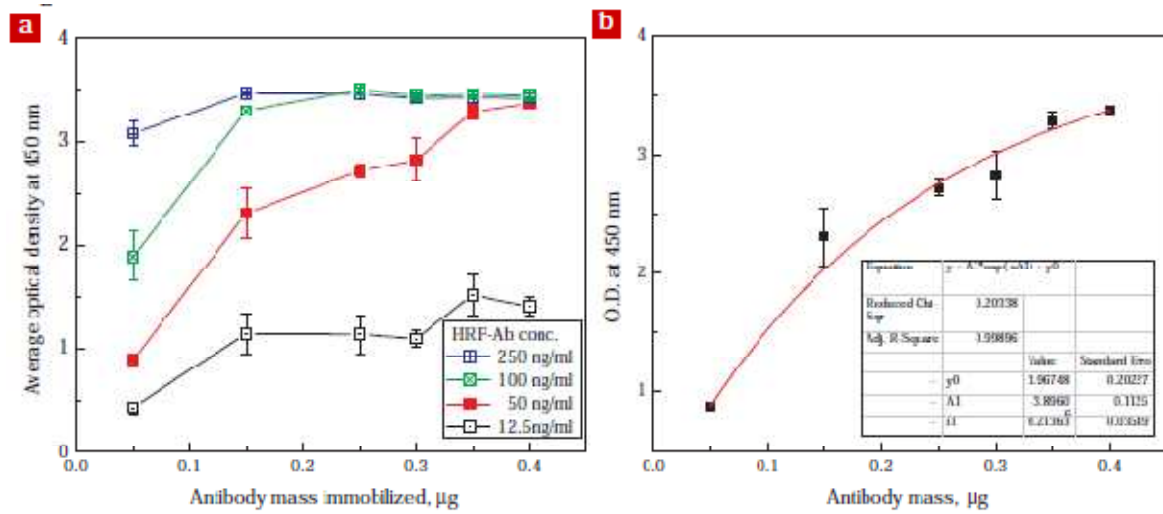 a
Average optical density at 450 nm
4
3
2
1
0
0.0 0.1 0.2 0.3 0.4
Antibody mass immobilized, μg
HRF-Ab conc.
250 ng/ml
100 ng/ml
50 ng/ml
12.5ng/ml
b
O.D. at 450 nm
4
3
2
1
0.0 0.1 0.2 0.3 0.4
Antibody mass, μg
Equation
Reduced Chi
Sqr
Adj. R-Square
Value Standard Erro
y0 0.20227
A1 0.1125